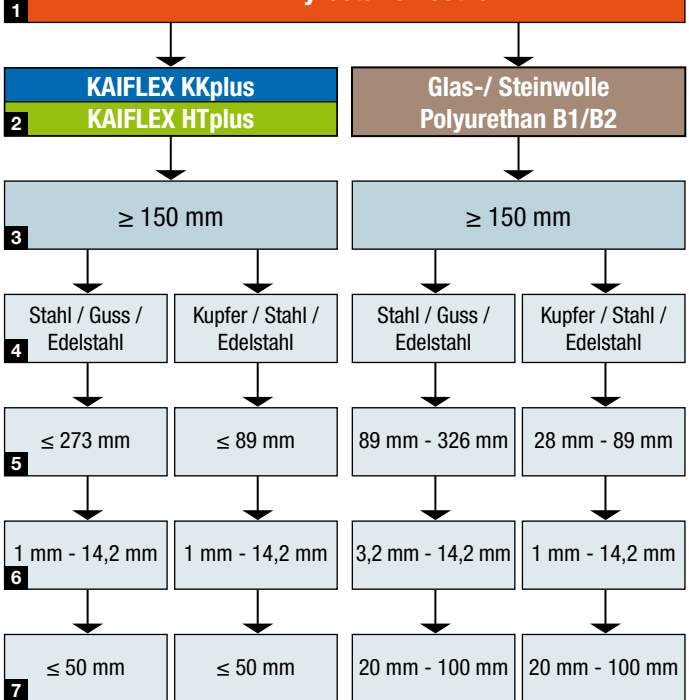 1
KAIFLEX KKplus
Glas-/ Steinwolle
2
KAIFLEX HTplus
Polyurethan B1/B2
3
≥ 150 mm
≥ 150 mm
4
Stahl / Guss /
Edelstahl
Kupfer / Stahl /
Edelstahl
Stahl / Guss /
Edelstahl
Kupfer / Stahl /
Edelstahl
5
≤ 273 mm
≤ 89 mm
89 mm - 326 mm
28 mm - 89 mm
6
1 mm - 14,2 mm
1 mm - 14,2 mm
3,2 mm - 14,2 mm
1 mm - 14,2 mm
7
≤ 50 mm
≤ 50 mm
20 mm - 100 mm
20 mm - 100 mm